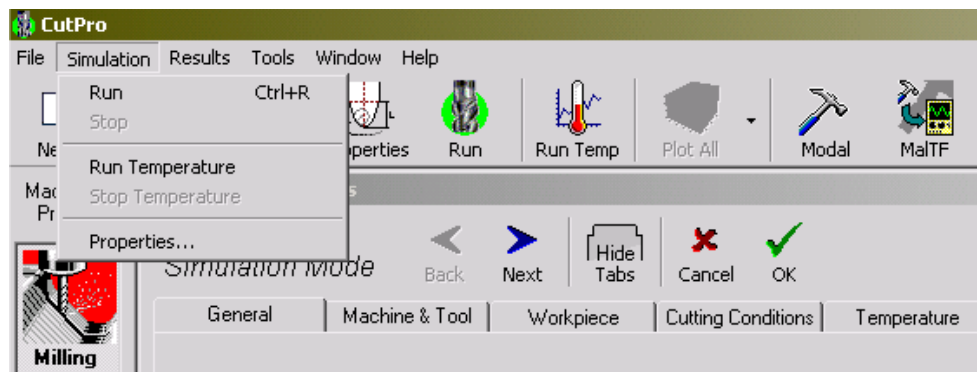 CutPro
File Simulation Results Tools Window Help
Run Ctrl+R
Stop
Run Temperature
Stop Temperature
Properties...
Run Run Temp Plot All Modal MalTF
Simulation Mode
Back Next Hide Tabs Cancel OK
General Machine & Tool Workpiece Cutting Conditions Temperature
Milling